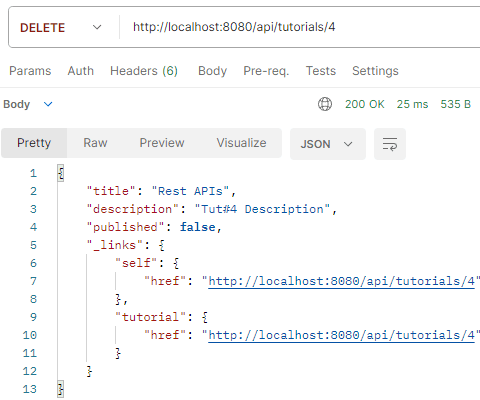 DELETE http://localhost:8080/api/tutorials/4
Params Auth Headers (6) Body Pre-req. Tests Settings
Body 200 OK 25 ms 535 B
Pretty Raw Preview Visualize JSON
1 {
2 "title": "Rest APIs",
3 "description": "Tut#4 Description",
4 "published": false,
5 "_links": {
6 "self": {
7 "href": "http://localhost:8080/api/tutorials/4"
8 },
9 "tutorial": {
10 "href": "http://localhost:8080/api/tutorials/4"
11 }
12 }
13 }